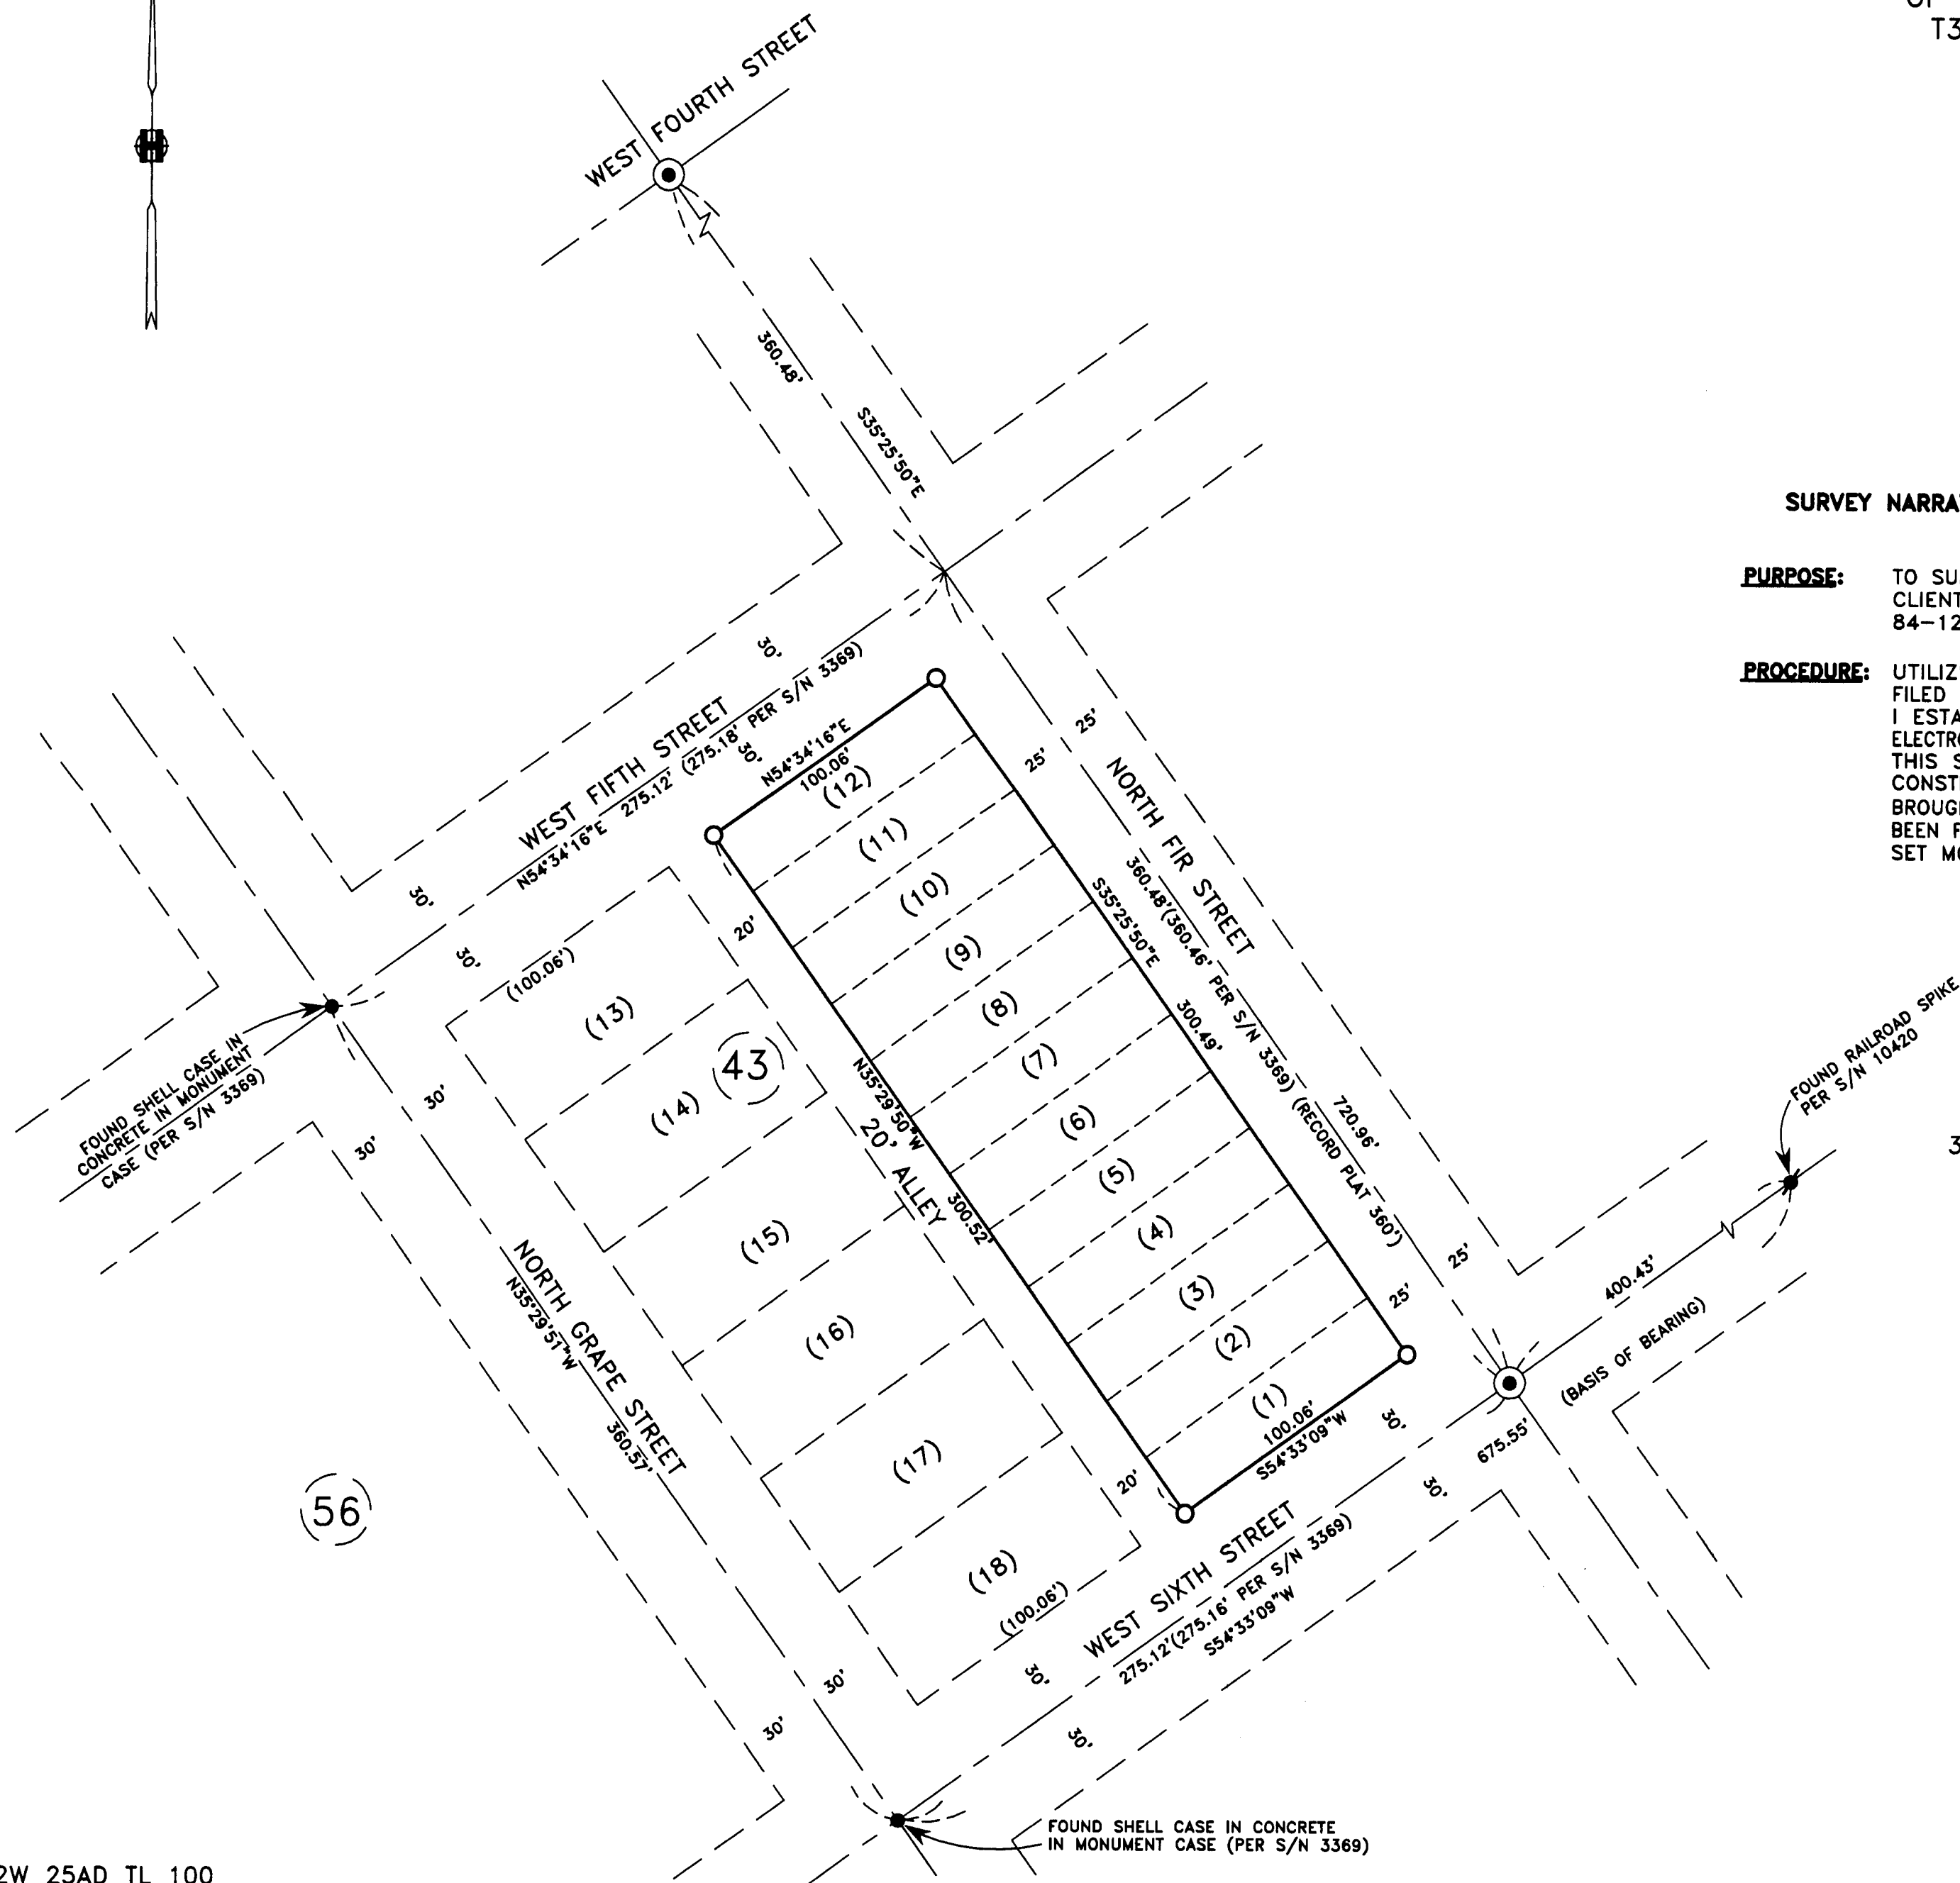 T3
WEST FOURTH STREET
360.48'
S35°25'50"E
SURVEY NARRA
PURPOSE: TO SU
CLIENT
84-12
PROCEDURE: UTILIZ
FILED
I ESTA
ELECTR
THIS S
CONST
BROUG
BEEN F
SET M
30'
WEST FIFTH STREET
N54°34'16"E 275.12' (275.18' PER S/N 3369)
30'
N54°34'16"E
100.06'
(12)
(11)
(10)
(9)
(8)
(7)
(6)
(5)
(4)
(3)
(2)
(1)
25'
25'
NORTH FIR STREET
360.48'(360.46' PER S/N 3369) (RECORD PLAT 360')
S35°25'50"E
300.49'
720.96'
30'
30'
20'
(100.06')
(13)
43
(14)
(15)
(16)
(17)
(18)
N35°29'50"W
20' ALLEY
300.52'
FOUND SHELL CASE IN
CONCRETE IN MONUMENT
CASE (PER S/N 3369)
30'
30'
NORTH GRAPE STREET
N35°29'51"W
360.57'
56
FOUND RAILROAD SPIKE
PER S/N 10420
3
25'
25'
400.43'
(BASIS OF BEARING)
675.55'
100.06'
S54°33'09"W
30'
30'
20'
WEST SIXTH STREET
275.12'(275.16' PER S/N 3369)
S54°33'09"W
(100.06')
30'
30'
30'
30'
FOUND SHELL CASE IN CONCRETE
IN MONUMENT CASE (PER S/N 3369)
2W 25AD TL 100